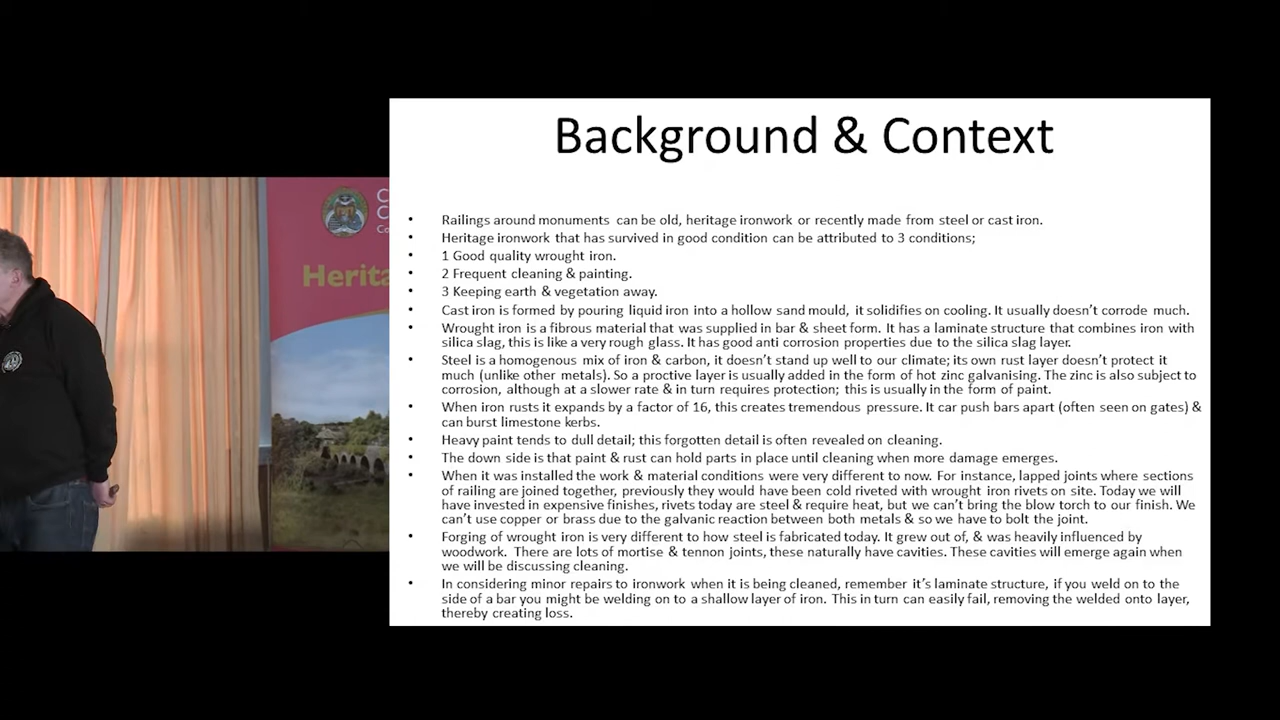 C
C
Co
Herita
Background & Context
• Railings around monuments can be old, heritage ironwork or recently made from steel or cast iron.
• Heritage ironwork that has survived in good condition can be attributed to 3 conditions;
• 1 Good quality wrought iron.
• 2 Frequent cleaning & painting.
• 3 Keeping earth & vegetation away.
• Cast iron is formed by pouring liquid iron into a hollow sand mould, it solidifies on cooling. It usually doesn't corrode much.
• Wrought iron is a fibrous material that was supplied in bar & sheet form. It has a laminate structure that combines iron with
silica slag, this is like a very rough glass. It has good anti corrosion properties due to the silica slag layer.
• Steel is a homogenous mix of iron & carbon, it doesn't stand up well to our climate; its own rust layer doesn't protect it
much (unlike other metals). So a proctive layer is usually added in the form of hot zinc galvanising. The zinc is also subject to
corrosion, although at a slower rate & in turn requires protection; this is usually in the form of paint.
• When iron rusts it expands by a factor of 16, this creates tremendous pressure. It car push bars apart (often seen on gates) &
can burst limestone kerbs.
• Heavy paint tends to dull detail; this forgotten detail is often revealed on cleaning.
• The down side is that paint & rust can hold parts in place until cleaning when more damage emerges.
• When it was installed the work & material conditions were very different to now. For instance, lapped joints where sections
of railing are joined together, previously they would have been cold riveted with wrought iron rivets on site. Today we will
have invested in expensive finishes, rivets today are steel & require heat, but we can't bring the blow torch to our finish. We
can't use copper or brass due to the galvanic reaction between both metals & so we have to bolt the joint.
• Forging of wrought iron is very different to how steel is fabricated today. It grew out of, & was heavily influenced by
woodwork. There are lots of mortise & tennon joints, these naturally have cavities. These cavities will emerge again when
we will be discussing cleaning.
• In considering minor repairs to ironwork when it is being cleaned, remember it's laminate structure, if you weld on to the
side of a bar you might be welding on to a shallow layer of iron. This in turn can easily fail, removing the welded onto layer,
thereby creating loss.